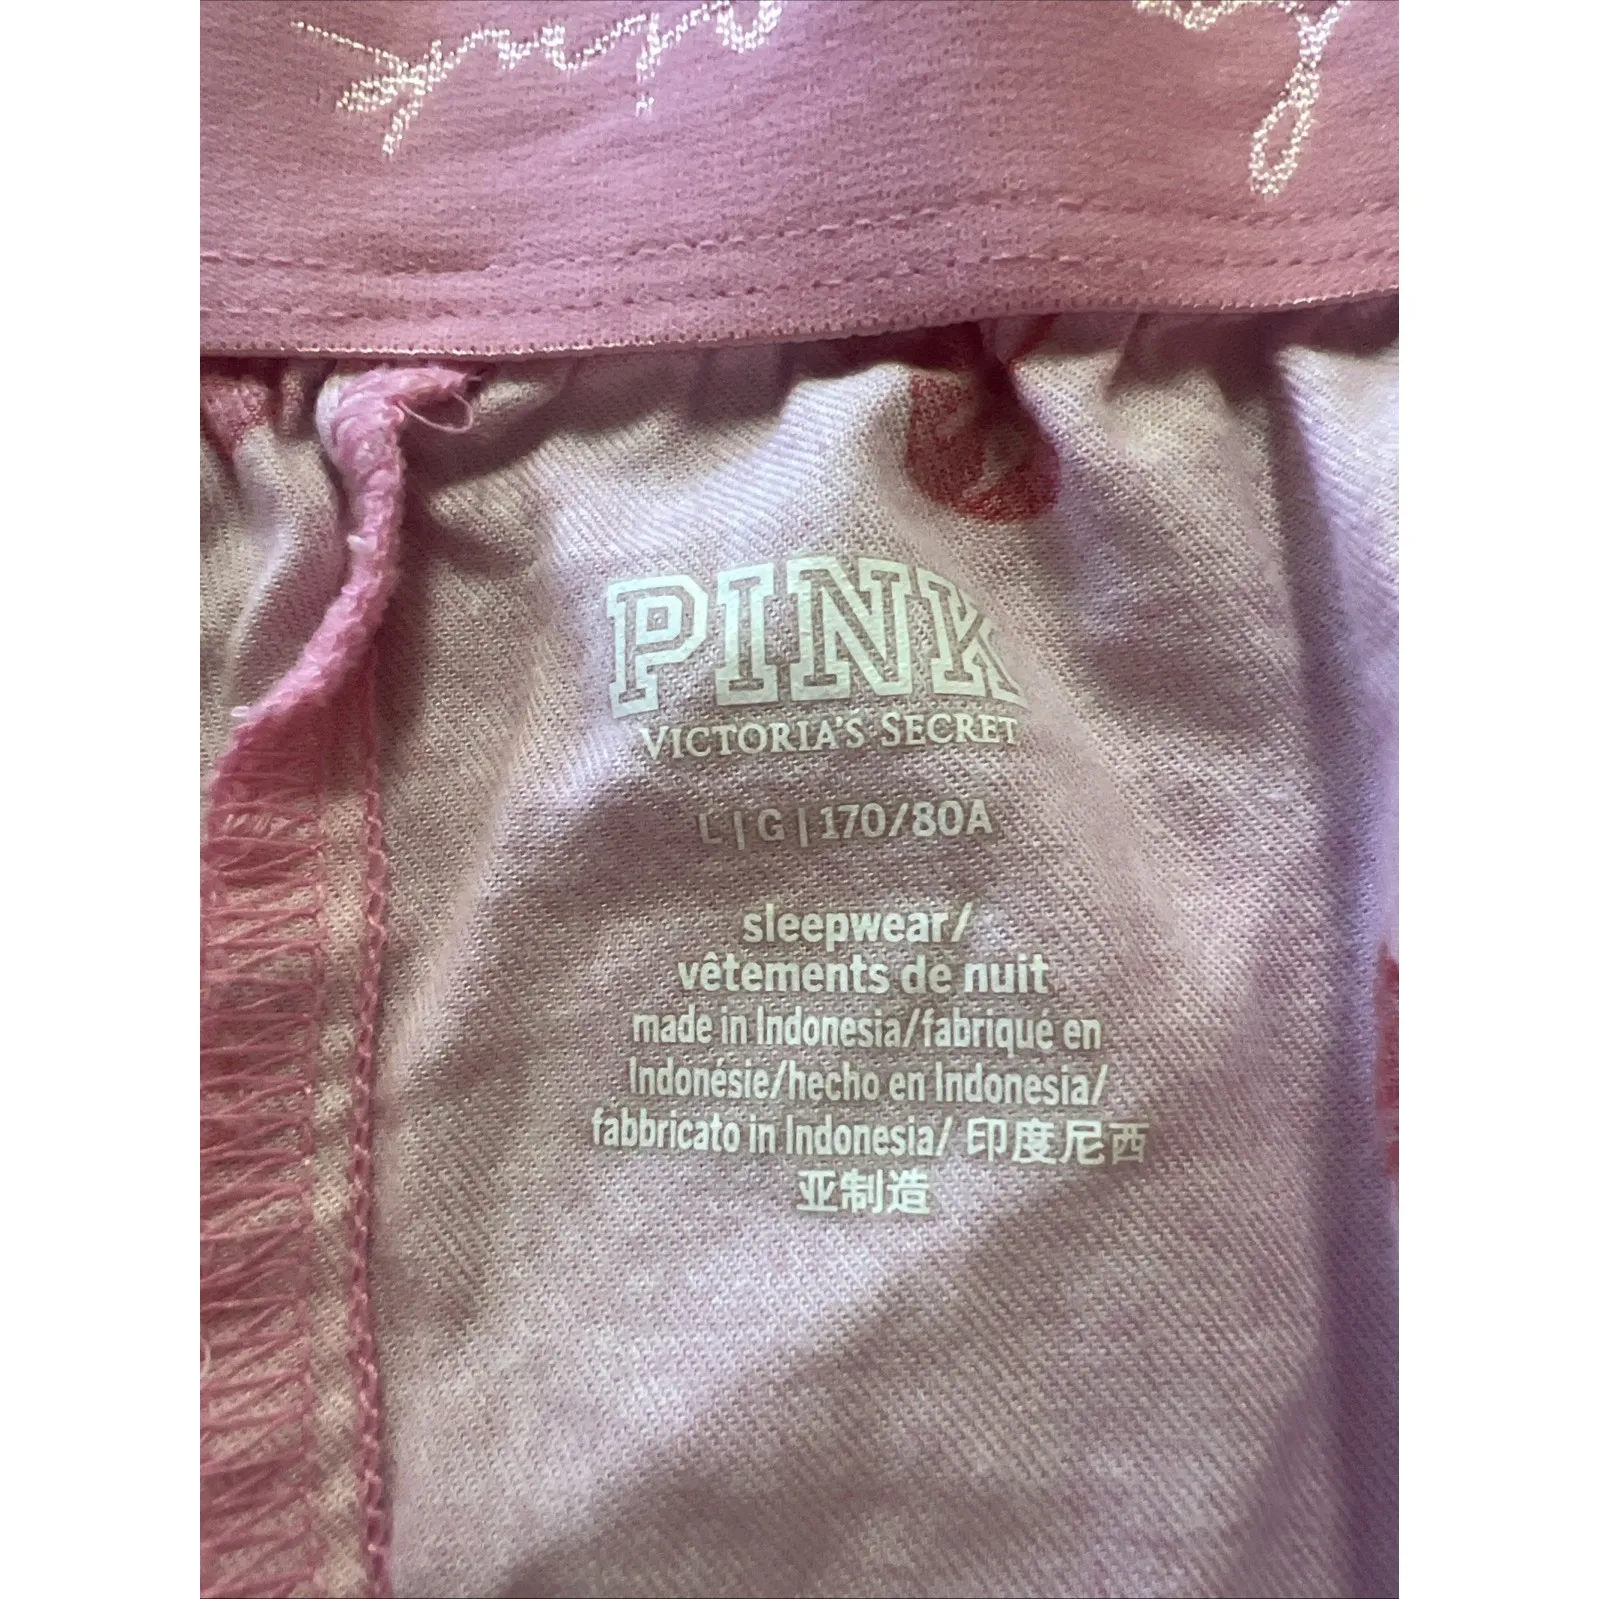 PINK
VICTORIA'S SECRET
L | G | 170/80A
sleepwear/
vêtements de nuit
made in Indonesia/fabriqué en
Indonésie/hecho en Indonesia/
fabbricato in Indonesia/ 印度尼西
亚制造